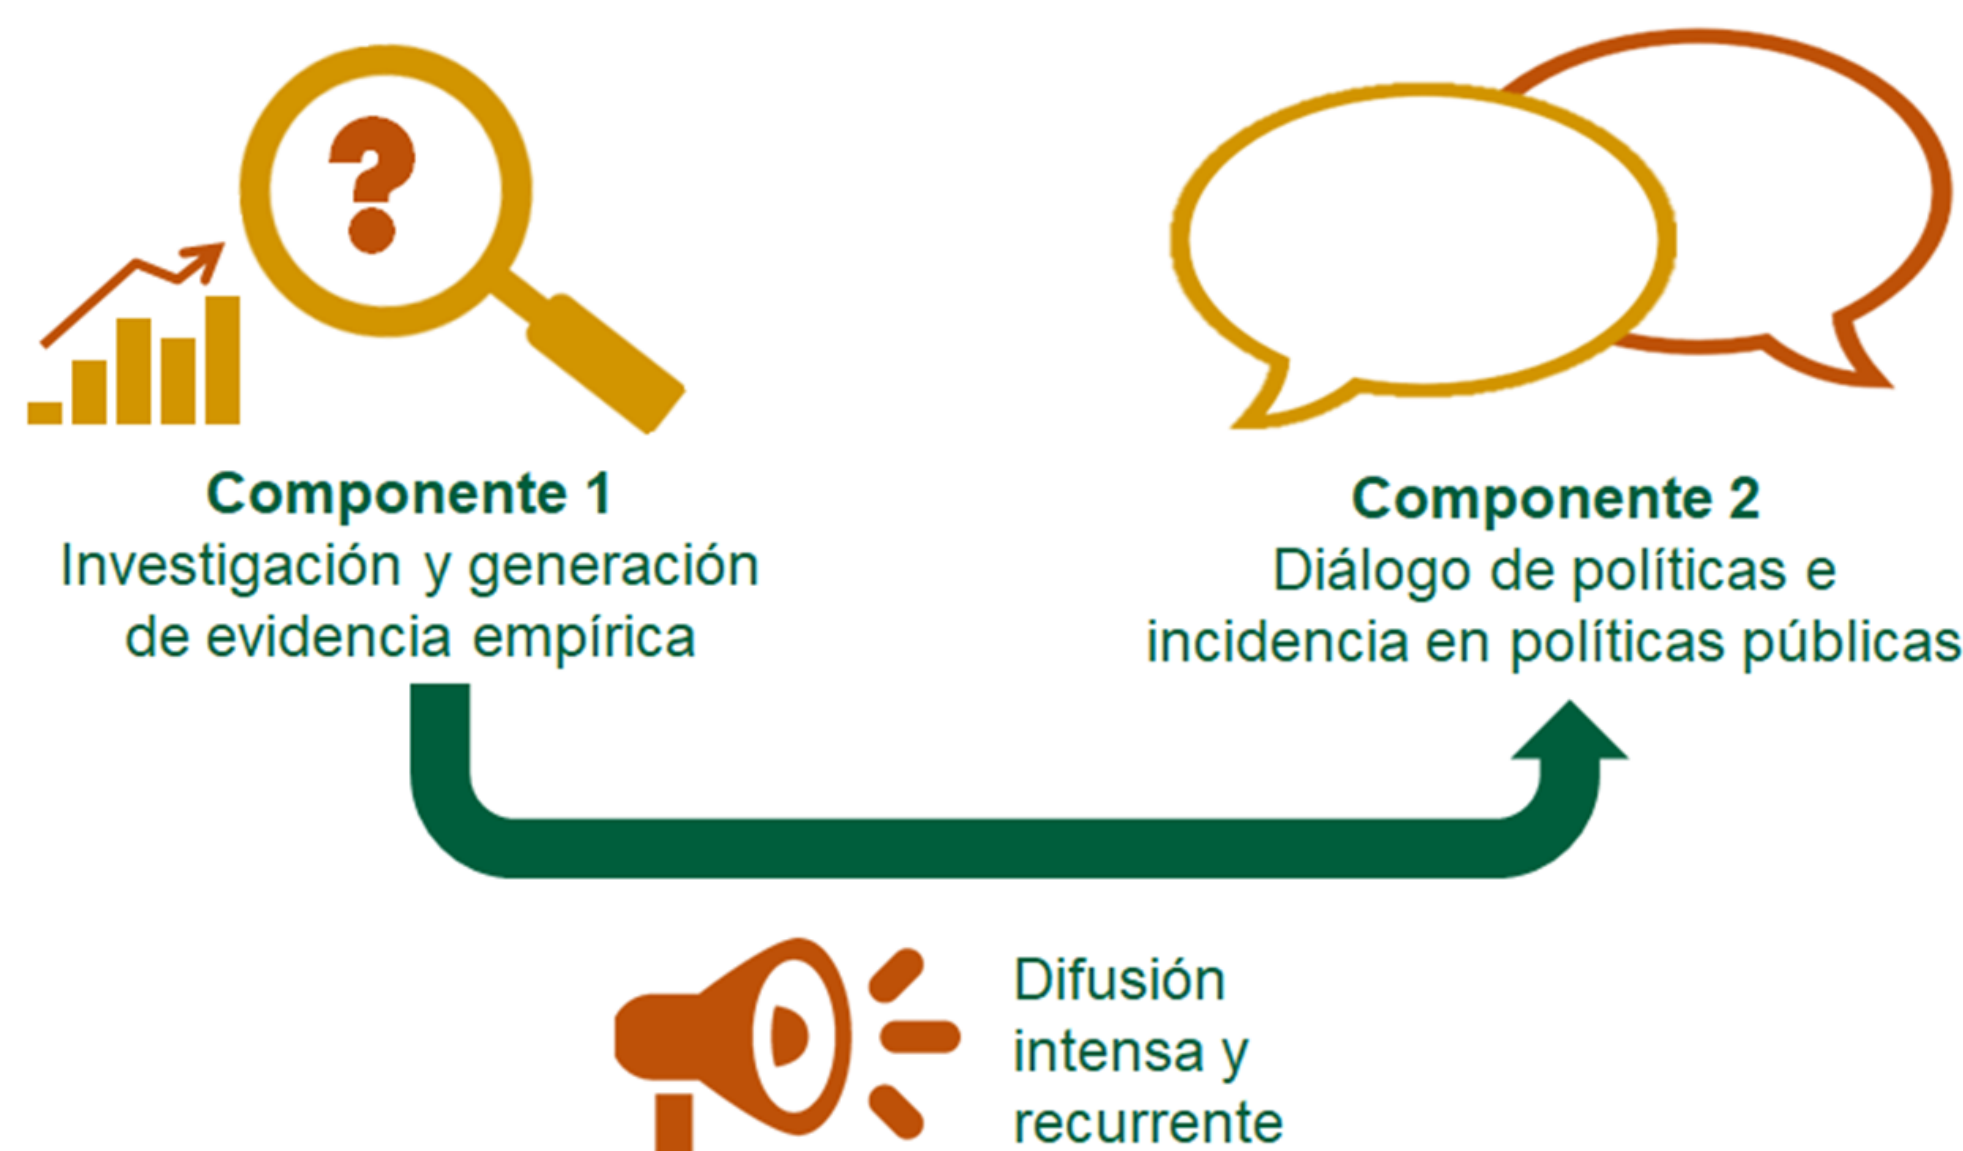 Componente 1
Investigación y generación
de evidencia empírica
Componente 2
Diálogo de políticas e
incidencia en políticas públicas
Difusión
intensa y
recurrente